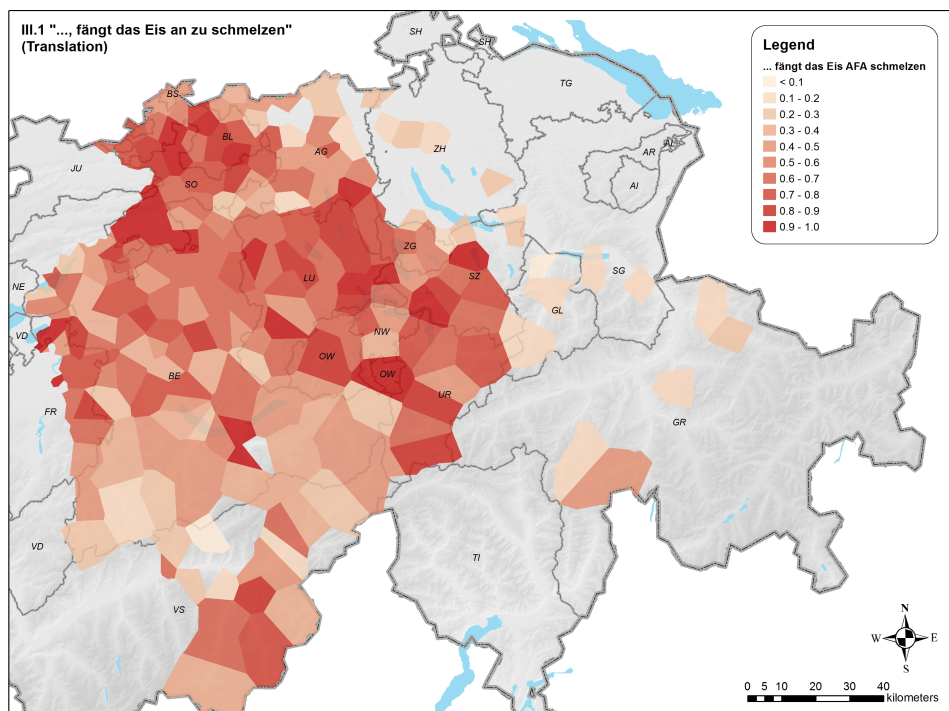 III.1 "..., fängt das Eis an zu schmelzen"
(Translation)
Legend
... fängt das Eis AFA schmelzen
< 0.1
0.1 - 0.2
0.2 - 0.3
0.3 - 0.4
0.4 - 0.5
0.5 - 0.6
0.6 - 0.7
0.7 - 0.8
0.8 - 0.9
0.9 - 1.0
SH
SH
TG
BS
BL
AG
ZH
AR
AI
AI
JU
SO
ZG
LU
SZ
SG
NE
GL
VD
NW
OW
BE
OW
UR
FR
GR
VD
TI
VS
N
W E
S
0 5 10 20 30 40
kilometers